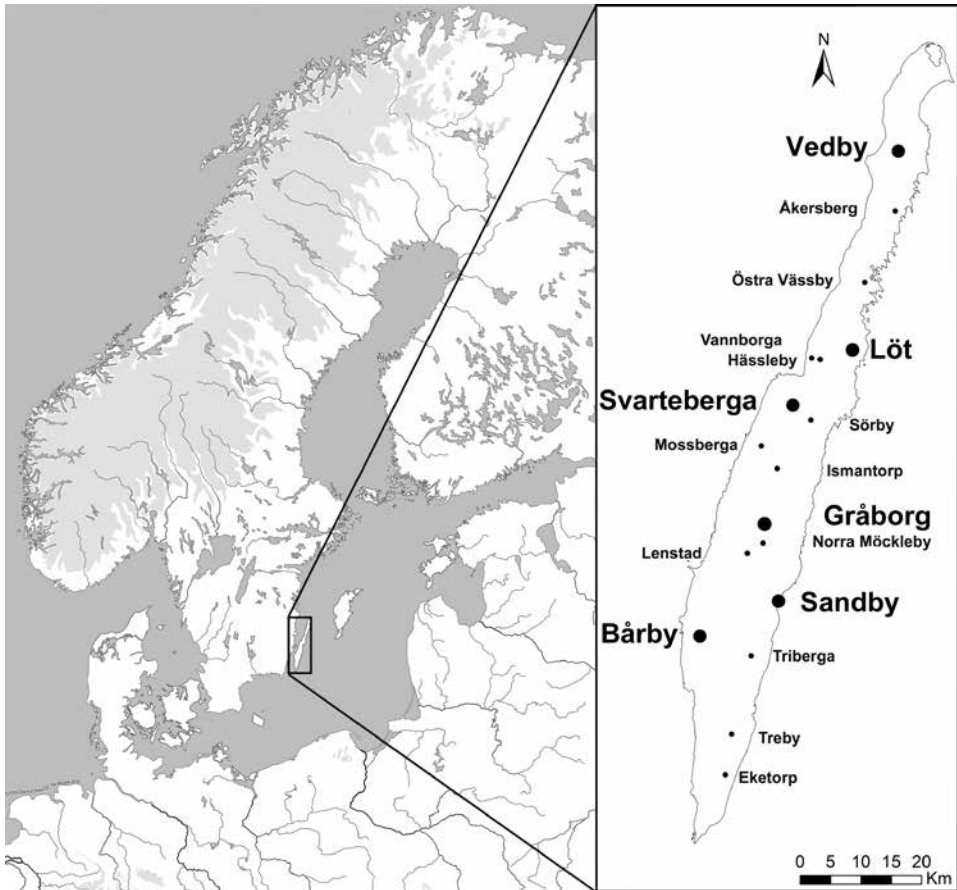 N
Vedby
Åkersberg
Östra Vässby
Vannborga
Hässleby
Löt
Svarteberga
Sörby
Mossberga
Ismantorp
Gråborg
Norra Möckleby
Lenstad
Sandby
Bårby
Triberga
Treby
Eketorp
0 5 10 15 20
Km